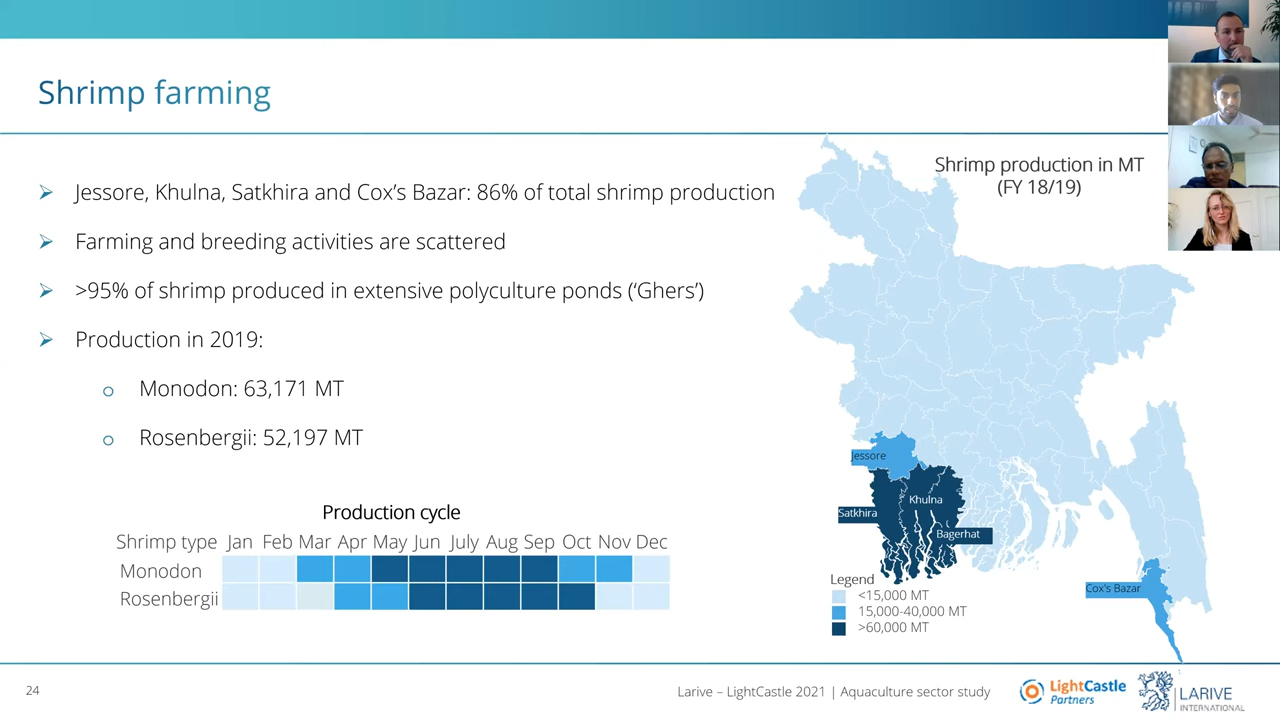 Shrimp farming
Jessore, Khulna, Satkhira and Cox's Bazar: 86% of total shrimp production
Farming and breeding activities are scattered
>95% of shrimp produced in extensive polyculture ponds ('Ghers')
Production in 2019:
Monodon: 63,171 MT
Rosenbergii: 52,197 MT
Production cycle
Shrimp type Jan Feb Mar Apr May Jun July Aug Sep Oct Nov Dec
Monodon
Rosenbergii
Shrimp production in MT
(FY 18/19)
Jessore
Khulna
Satkhira
Bagerhat
Cox's Bazar
Legend
<15,000 MT
15,000-40,000 MT
>60,000 MT
24
Larive – LightCastle 2021 | Aquaculture sector study
LightCastle
Partners
LARIVE
INTERNATIONAL